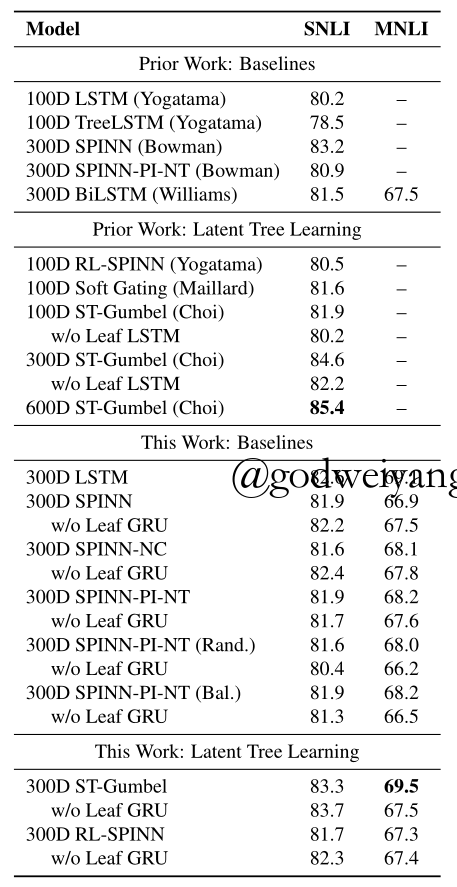 Model SNLI MNLI
Prior Work: Baselines
100D LSTM (Yogatama) 80.2 –
100D TreeLSTM (Yogatama) 78.5 –
300D SPINN (Bowman) 83.2 –
300D SPINN-PI-NT (Bowman) 80.9 –
300D BiLSTM (Williams) 81.5 67.5
Prior Work: Latent Tree Learning
100D RL-SPINN (Yogatama) 80.5 –
100D Soft Gating (Maillard) 81.6 –
100D ST-Gumbel (Choi) 81.9 –
w/o Leaf LSTM 80.2 –
300D ST-Gumbel (Choi) 84.6 –
w/o Leaf LSTM 82.2 –
600D ST-Gumbel (Choi) 85.4 –
This Work: Baselines
300D LSTM
@godweiyang
300D SPINN 81.9 66.9
w/o Leaf GRU 82.2 67.5
300D SPINN-NC 81.6 68.1
w/o Leaf GRU 82.4 67.8
300D SPINN-PI-NT 81.9 68.2
w/o Leaf GRU 81.7 67.6
300D SPINN-PI-NT (Rand.) 81.6 68.0
w/o Leaf GRU 80.4 66.2
300D SPINN-PI-NT (Bal.) 81.9 68.2
w/o Leaf GRU 81.3 66.5
This Work: Latent Tree Learning
300D ST-Gumbel 83.3 69.5
w/o Leaf GRU 83.7 67.5
300D RL-SPINN 81.7 67.3
w/o Leaf GRU 82.3 67.4